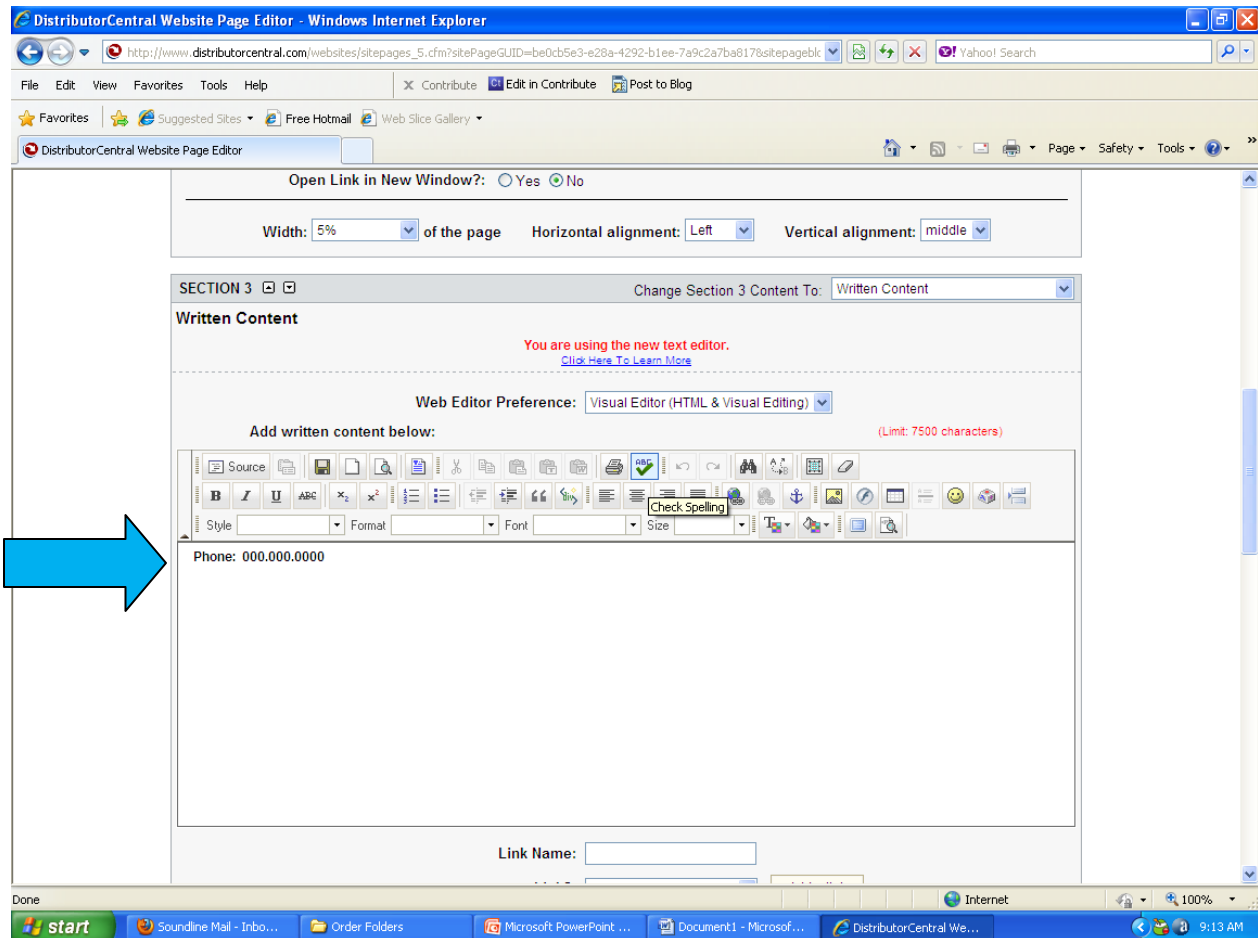 DistributorCentral Website Page Editor - Windows Internet Explorer
http://www.distributorcentral.com/websites/sitepages_5.cfm?sitePageGUID=be0cb5e3-e28a-4292-b1ee-7a9c2a7ba817&sitepageblc
Yahoo! Search
File Edit View Favorites Tools Help X Contribute Edit in Contribute Post to Blog
Favorites Suggested Sites Free Hotmail Web Slice Gallery
DistributorCentral Website Page Editor Page Safety Tools
Open Link in New Window?: Yes No
Width: 5% of the page Horizontal alignment: Left Vertical alignment: middle
SECTION 3 Change Section 3 Content To: Written Content
Written Content
You are using the new text editor.
Click Here To Learn More
Web Editor Preference: Visual Editor (HTML & Visual Editing)
Add written content below: (Limit: 7500 characters)
Source
B I U ABC x₂ x²
Check Spelling
Style Format Font Size
Phone: 000.000.0000
Link Name:
Done Internet 100%
start Soundline Mail - Inbo... Order Folders Microsoft PowerPoint ... Document1 - Microsof... DistributorCentral We... 9:13 AM